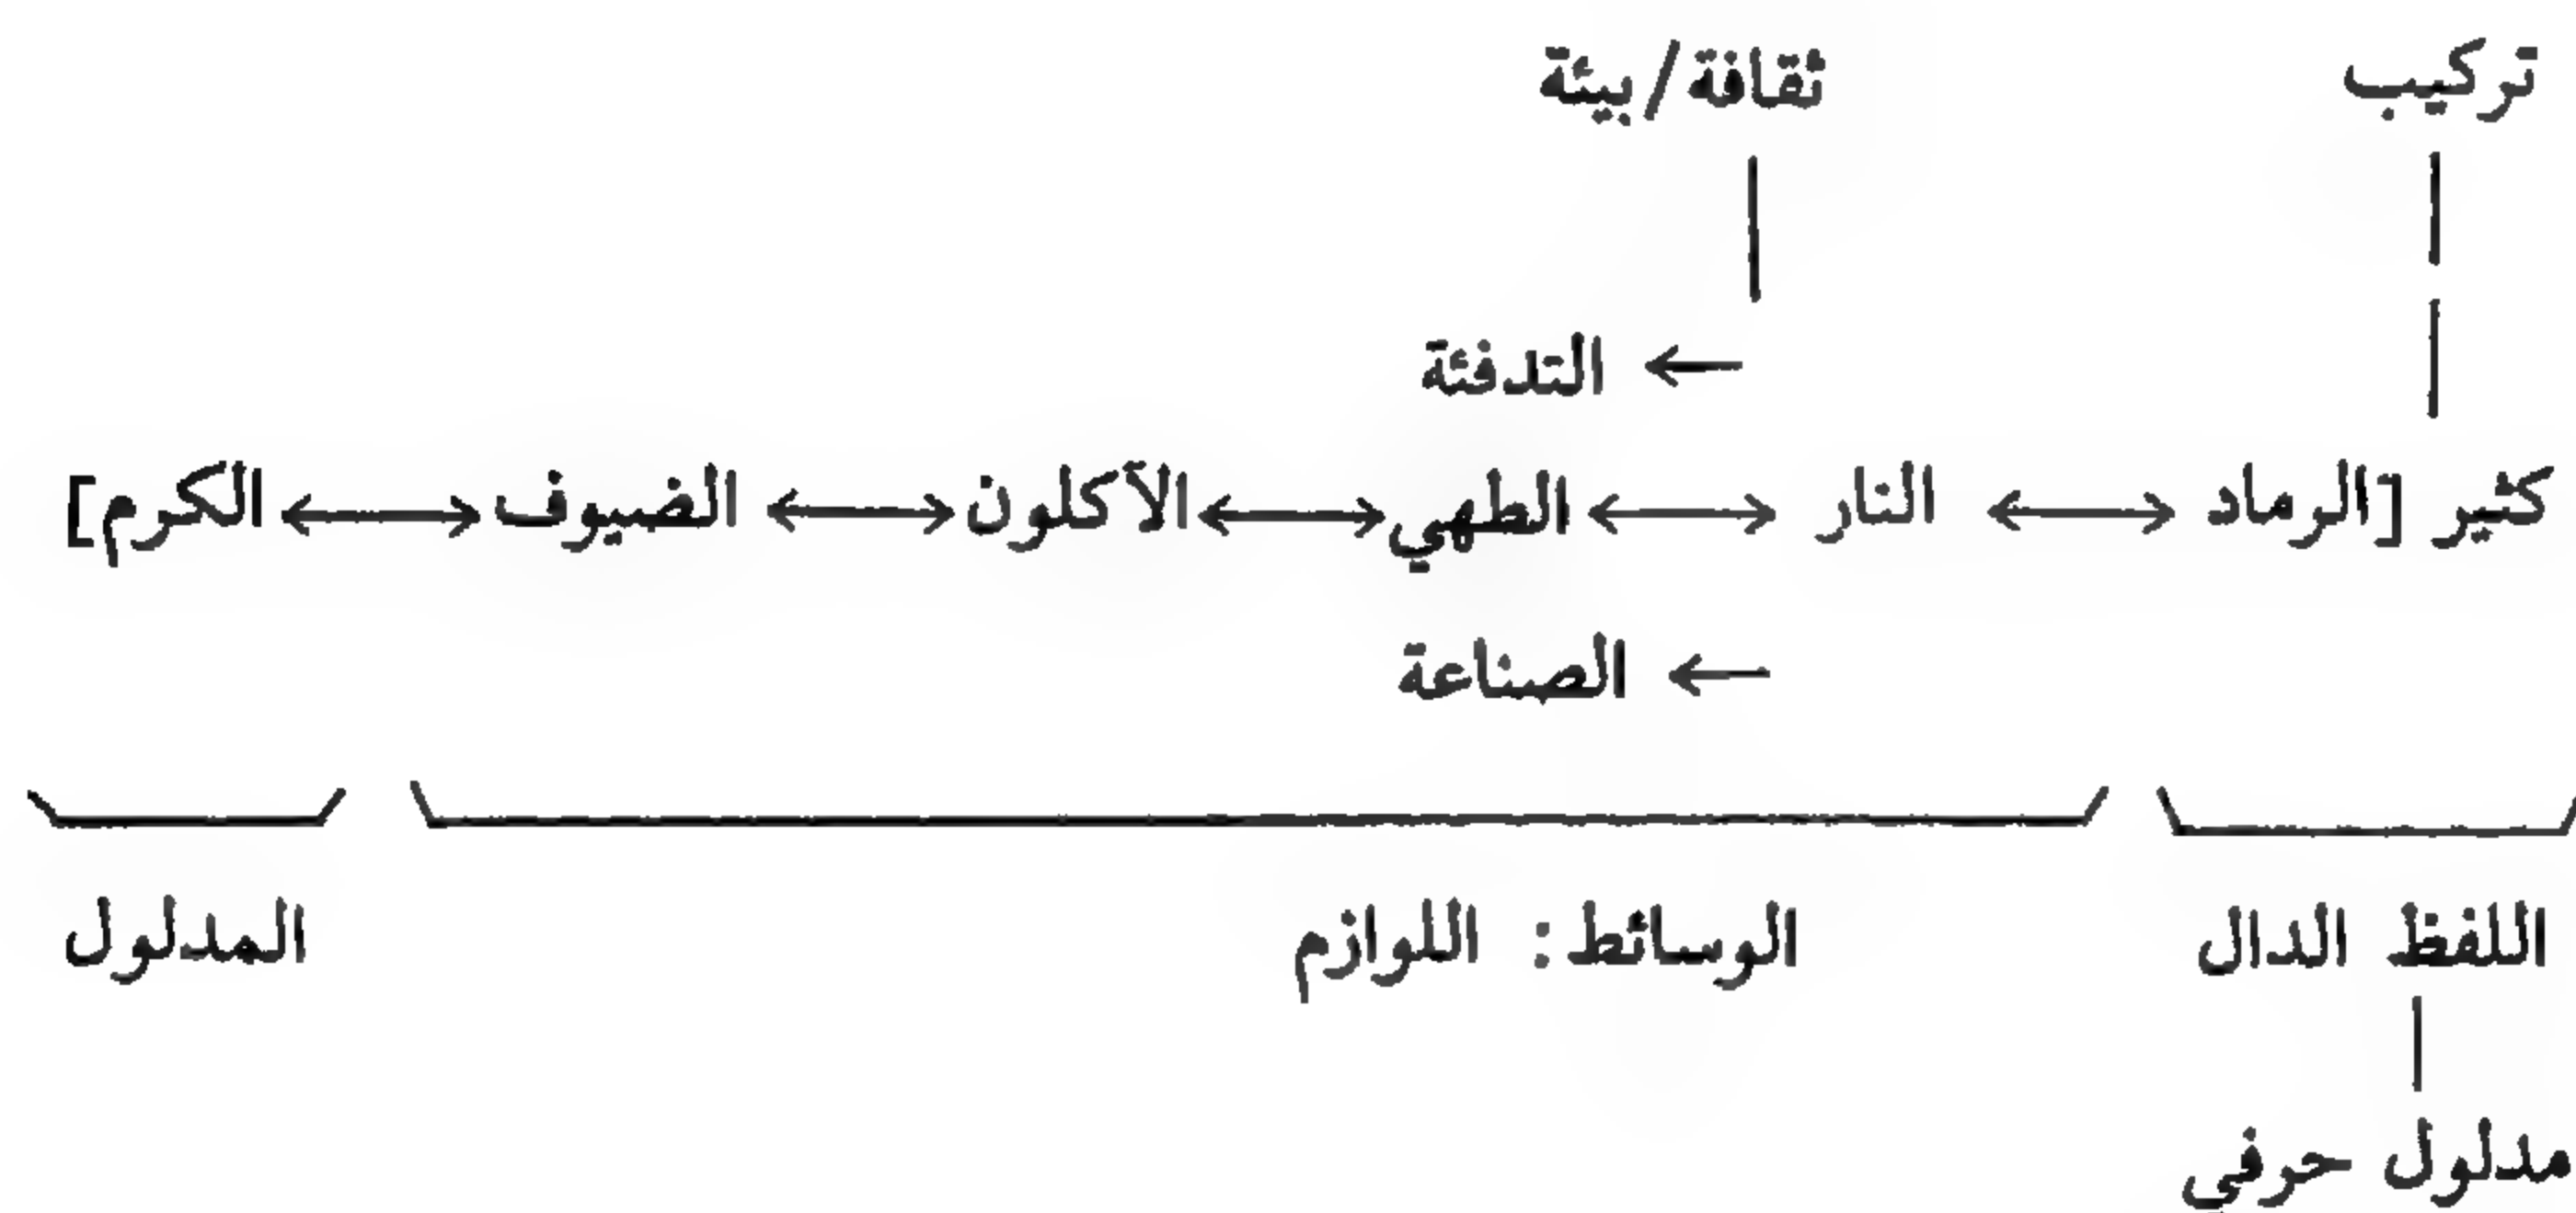 تركيب ثقافة/بيئة
← التدفئة
كثير [الرماد ↔ النار ↔ الطهي ↔ الآكلون ↔ الضيوف ↔ الكرم]
← الصناعة
اللفظ الدال الوسائط: اللوازم المدلول
مدلول حرفي